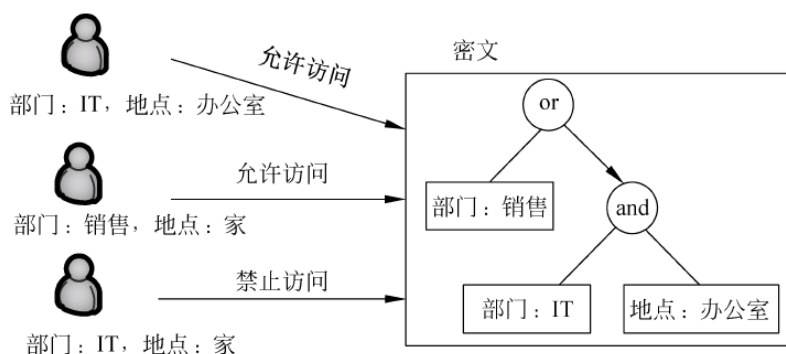 允许访问
密文
or
部门：IT，地点：办公室
允许访问
部门：销售
and
部门：销售，地点：家
禁止访问
部门：IT
地点：办公室
部门：IT，地点：家